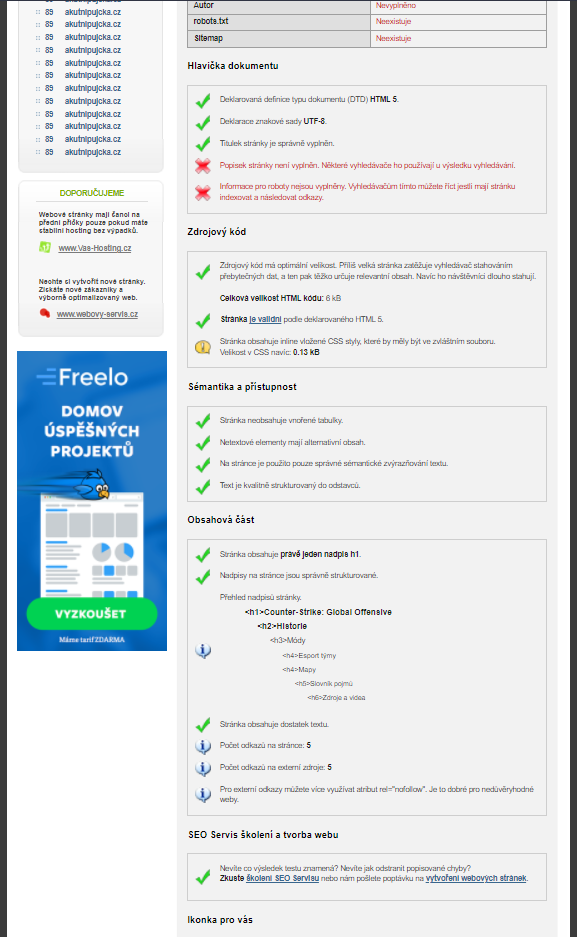 89 akutnipujcka.cz
89 akutnipujcka.cz
89 akutnipujcka.cz
89 akutnipujcka.cz
89 akutnipujcka.cz
89 akutnipujcka.cz
89 akutnipujcka.cz
89 akutnipujcka.cz
89 akutnipujcka.cz
89 akutnipujcka.cz
89 akutnipujcka.cz
89 akutnipujcka.cz
89 akutnipujcka.cz
DOPORUČUJEME
Webové stránky mají šanci na
přední příčky pouze pokud máte
stabilní hosting bez výpadků.
www.Vas-Hosting.cz
Nechte si vytvořit nové stránky.
Získáte nové zákazníky a
výborně optimalizovaný web.
www.webovy-servis.cz
Freelo
DOMOV
ÚSPĚŠNÝCH
PROJEKTŮ
VYZKOUŠET
Máme tarif ZDARMA
Autor Nevyplněno
robots.txt Neexistuje
Sitemap Neexistuje
Hlavička dokumentu
Deklarovaná definice typu dokumentu (DTD) HTML 5.
Deklarace znakové sady UTF-8.
Titulek stránky je správně vyplněn.
Popisek stránky není vyplněn. Některé vyhledávače ho používají u výsledku vyhledávání.
Informace pro roboty nejsou vyplněny. Vyhledávačům tímto můžete říct jestli mají stránku
indexovat a následovat odkazy.
Zdrojový kód
Zdrojový kód má optimální velikost. Příliš velká stránka zatěžuje vyhledávač stahováním
přebytečných dat, a ten pak těžko určuje relevantní obsah. Navíc ho návštěvníci dlouho stahují.
Celková velikost HTML kódu: 6 kB
Stránka je validní podle deklarovaného HTML 5.
Stránka obsahuje inline vložené CSS styly, které by měly být ve zvláštním souboru.
Velikost v CSS navíc: 0.13 kB
Sémantika a přístupnost
Stránka neobsahuje vnořené tabulky.
Netextové elementy mají alternativní obsah.
Na stránce je použito pouze správné sémantické zvýrazňování textu.
Text je kvalitně strukturovaný do odstavců.
Obsahová část
Stránka obsahuje právě jeden nadpis h1.
Nadpisy na stránce jsou správně strukturované.
Přehled nadpisů stránky.
<h1>Counter-Strike: Global Offensive
<h2>Historie
<h3>Módy
<h4>Esport týmy
<h4>Mapy
<h5>Slovník pojmů
<h6>Zdroje a videa
Stránka obsahuje dostatek textu.
Počet odkazů na stránce: 5
Počet odkazů na externí zdroje: 5
Pro externí odkazy můžete více využívat atribut rel="nofollow". Je to dobré pro nedůvěryhodné
weby.
SEO Servis školení a tvorba webu
Nevíte co výsledek testu znamená? Nevíte jak odstranit popisované chyby?
Zkuste školení SEO Servisu nebo nám pošlete poptávku na vytvoření webových stránek.
Ikonka pro vás